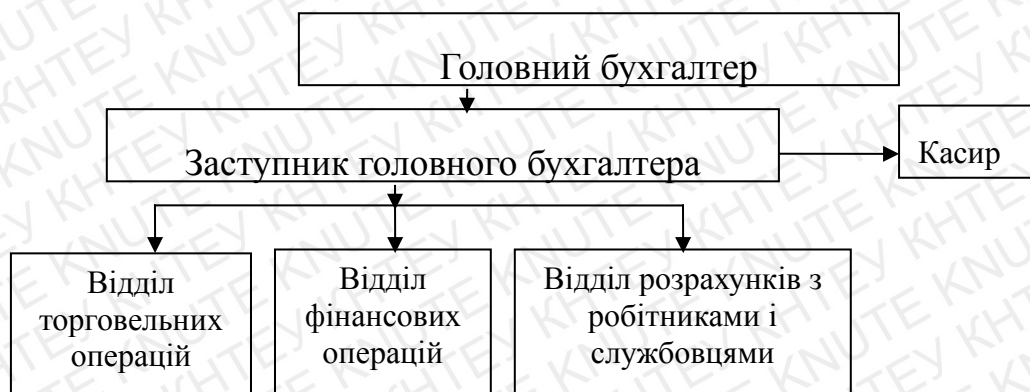 Головний бухгалтер
Заступник головного бухгалтера
Касир
Відділ
торговельних
операцій
Відділ
фінансових
операцій
Відділ розрахунків з
робітниками і
службовцями